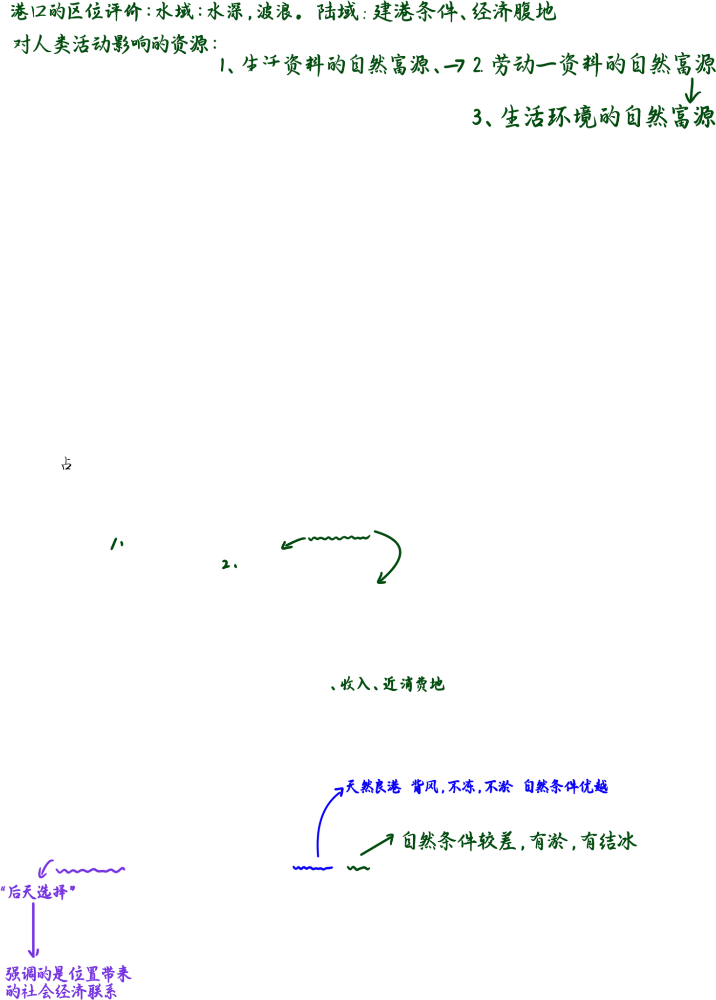 港口的区位评价:水域:水深,波浪。陆域:建港条件、经济腹地
对人类活动影响的资源:
1、生活资料的自然富源、→2.劳动一资料的自然富源
3、生活环境的自然富源
占
1.
2.
、收入、近消费地
天然良港 背风,不冻,不淤 自然条件优越
自然条件较差,有淤,有结冰
“后天选择”
强调的是位置带来
的社会经济联系